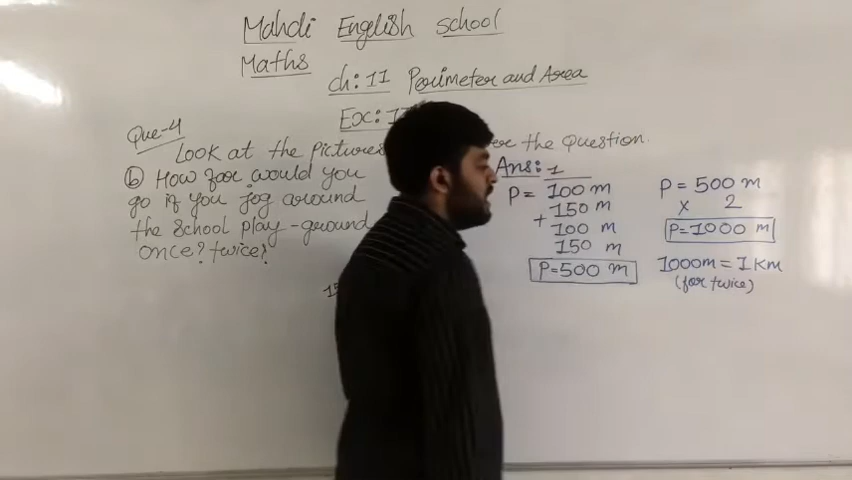 Mahdi English school
Maths
ch: 11 Perimeter and Area
Exc: 11
Que-4
Look at the Pictures the Question.
ⓑ How far would you
go if you jog around
the School play-ground
once? twice?
Ans: 1
P = 100 m
+ 150 m
100 m
150 m
P=500 m
P = 500 m
× 2
P=1000 m
1000m = 1 Km
(for twice)